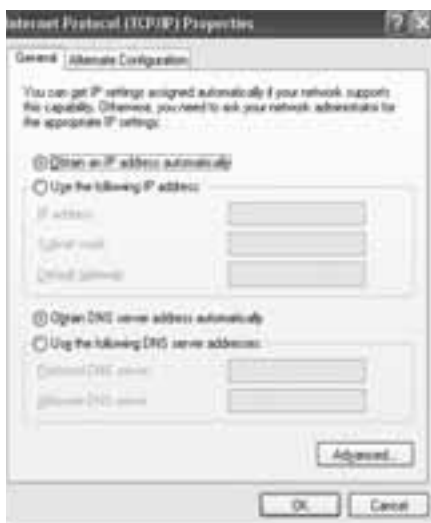 Internet Protocol (TCP/IP) Properties
General Alternate Configuration
You can get IP settings assigned automatically if your network supports
this capability. Otherwise, you need to ask your network administrator for
the appropriate IP settings.
Obtain an IP address automatically
Use the following IP address:
IP address:
Subnet mask:
Default gateway:
Obtain DNS server address automatically
Use the following DNS server addresses:
Preferred DNS server:
Alternate DNS server:
Advanced...
OK Cancel